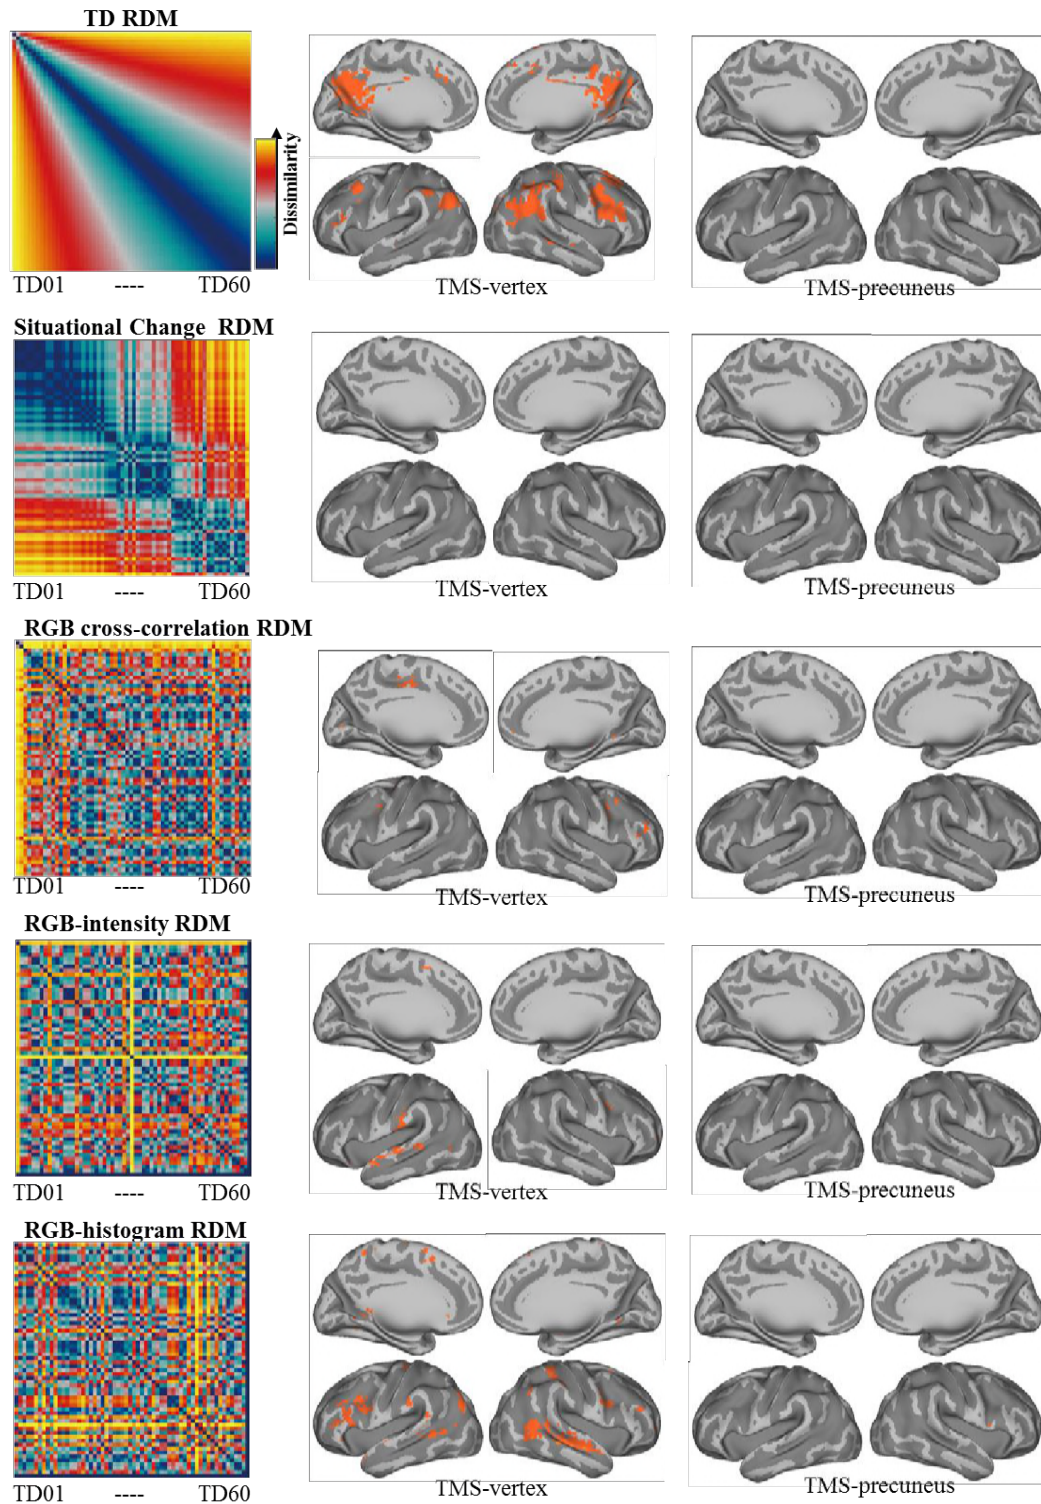 TD RDM
Dissimilarity
TD01 ---- TD60
TMS-vertex
TMS-precuneus
Situational Change RDM
TD01 ---- TD60
TMS-vertex
TMS-precuneus
RGB cross-correlation RDM
TD01 ---- TD60
TMS-vertex
TMS-precuneus
RGB-intensity RDM
TD01 ---- TD60
TMS-vertex
TMS-precuneus
RGB-histogram RDM
TD01 ---- TD60
TMS-vertex
TMS-precuneus